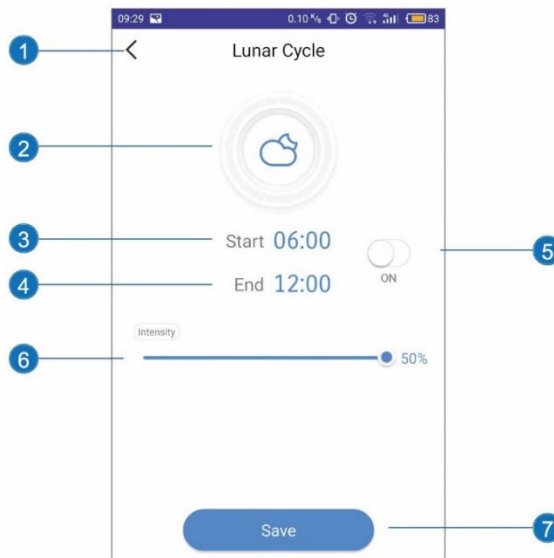 09:29 0.10 K/s 4G 83
1 Lunar Cycle
2
3 Start 06:00
5
4 End 12:00
ON
Intensity
6 50%
Save
7